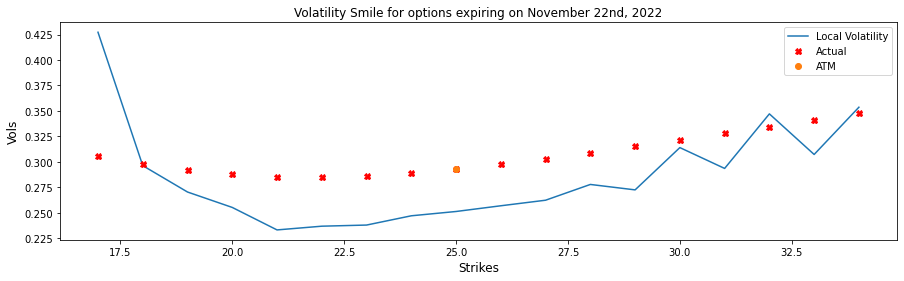 Volatility Smile for options expiring on November 22nd, 2022
Local Volatility
Actual
ATM
0.425
0.400
0.375
0.350
0.325
0.300
0.275
0.250
0.225
Vols
17.5 20.0 22.5 25.0 27.5 30.0 32.5
Strikes